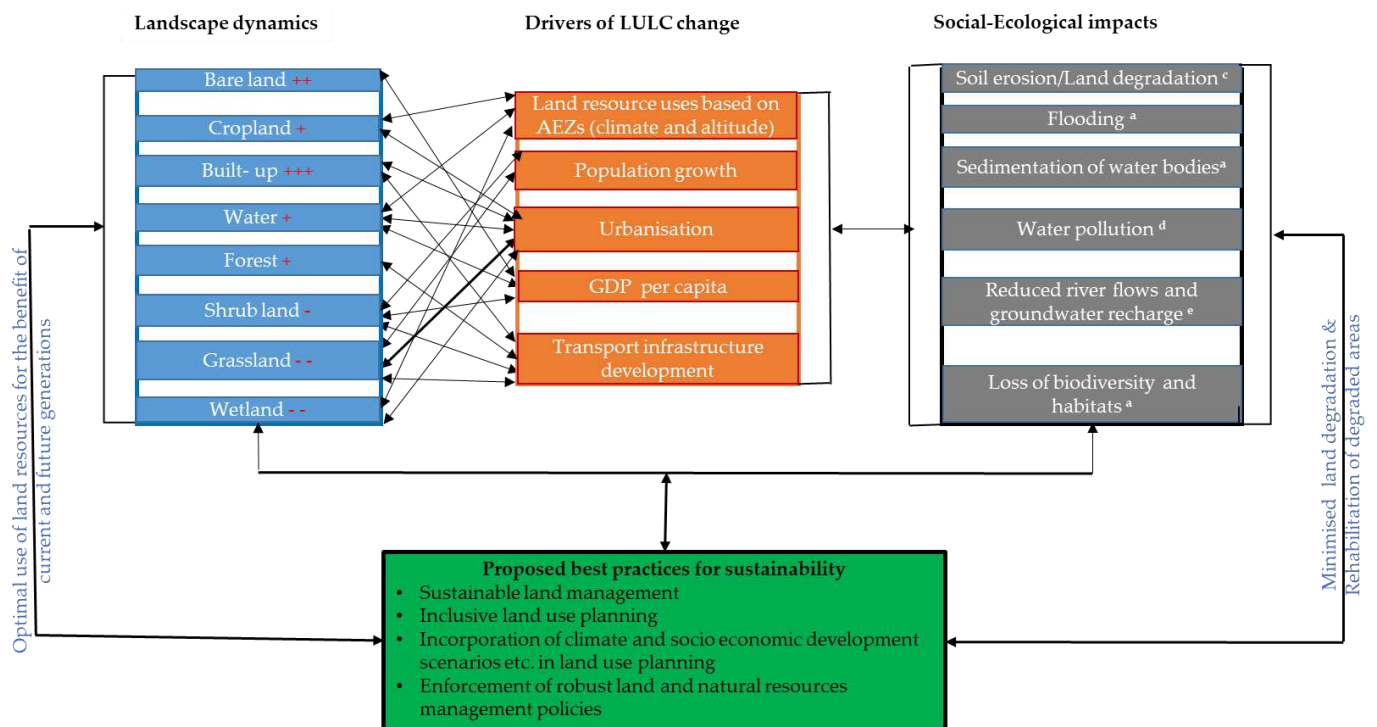 Landscape dynamics
Drivers of LULC change
Social-Ecological impacts
Bare land ++
Cropland +
Built- up +++
Water +
Forest +
Shrub land -
Grassland - -
Wetland - -
Land resource uses based on
AEZs (climate and altitude)
Population growth
Urbanisation
GDP per capita
Transport infrastructure
development
Soil erosion/Land degradation c
Flooding a
Sedimentation of water bodiesa
Water pollution d
Reduced river flows and
groundwater recharge e
Loss of biodiversity and
habitats a
Optimal use of land resources for the benefit of
current and future generations
Minimised land degradation &
Rehabilitation of degraded areas
Proposed best practices for sustainability
• Sustainable land management
• Inclusive land use planning
• Incorporation of climate and socio economic development
scenarios etc. in land use planning
• Enforcement of robust land and natural resources
management policies